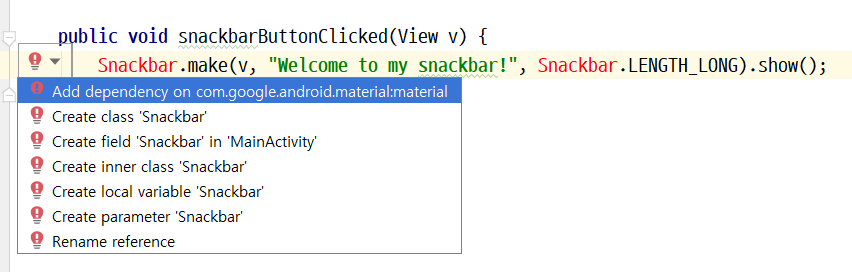 public void snackbarButtonClicked(View v) {
Snackbar.make(v, "Welcome to my snackbar!", Snackbar.LENGTH_LONG).show();
Add dependency on com.google.android.material:material
Create class 'Snackbar'
Create field 'Snackbar' in 'MainActivity'
Create inner class 'Snackbar'
Create local variable 'Snackbar'
Create parameter 'Snackbar'
Rename reference